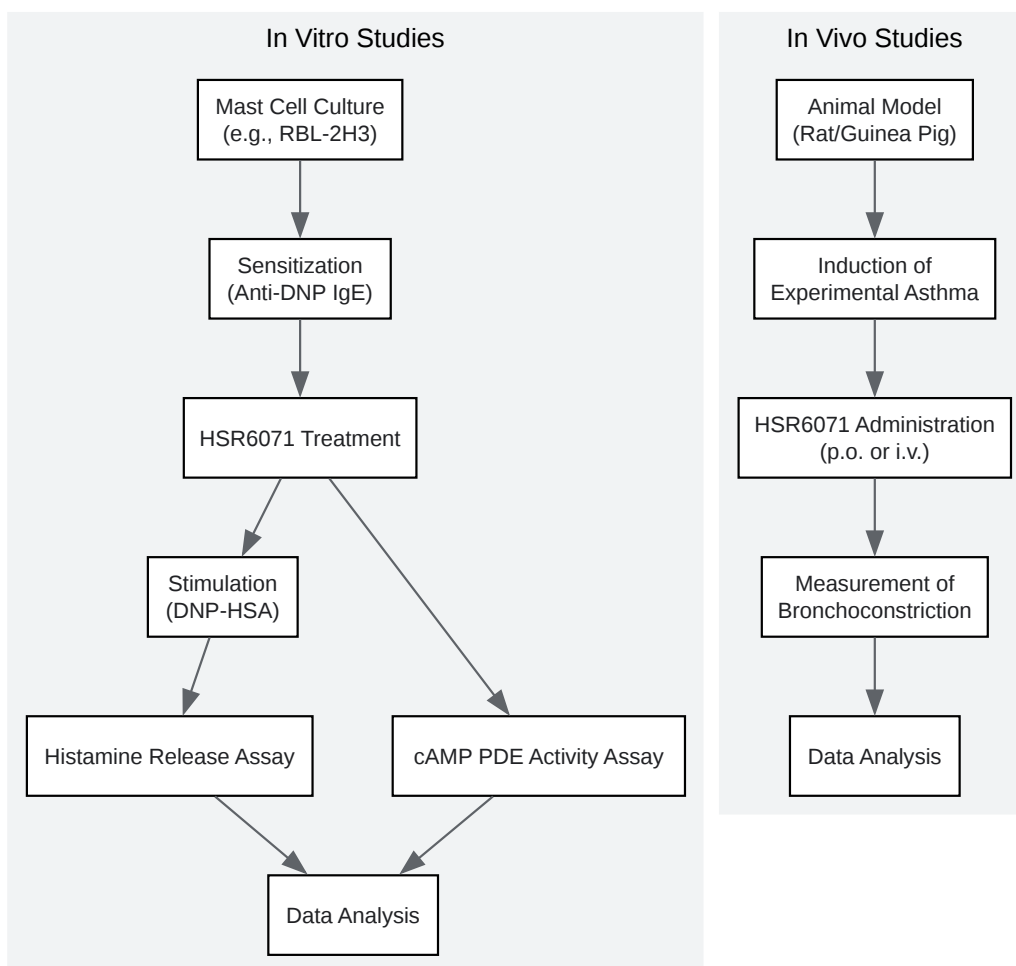 In Vitro Studies
Mast Cell Culture
(e.g., RBL-2H3)
Sensitization
(Anti-DNP IgE)
HSR6071 Treatment
Stimulation
(DNP-HSA)
Histamine Release Assay
cAMP PDE Activity Assay
Data Analysis
In Vivo Studies
Animal Model
(Rat/Guinea Pig)
Induction of
Experimental Asthma
HSR6071 Administration
(p.o. or i.v.)
Measurement of
Bronchoconstriction
Data Analysis